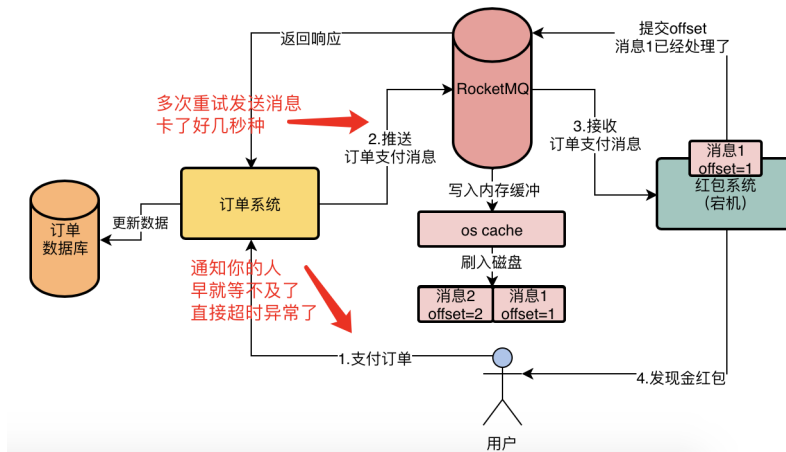 返回响应
提交offset
消息1已经处理了
RocketMQ
多次重试发送消息
卡了好几秒种
2.推送
订单支付消息
3.接收
订单支付消息
消息1
offset=1
红包系统
（宕机）
订单
数据库
更新数据
订单系统
写入内存缓冲
os cache
刷入磁盘
消息2
offset=2
消息1
offset=1
通知你的人
早就等不及了
直接超时异常了
1.支付订单
4.发现金红包
用户